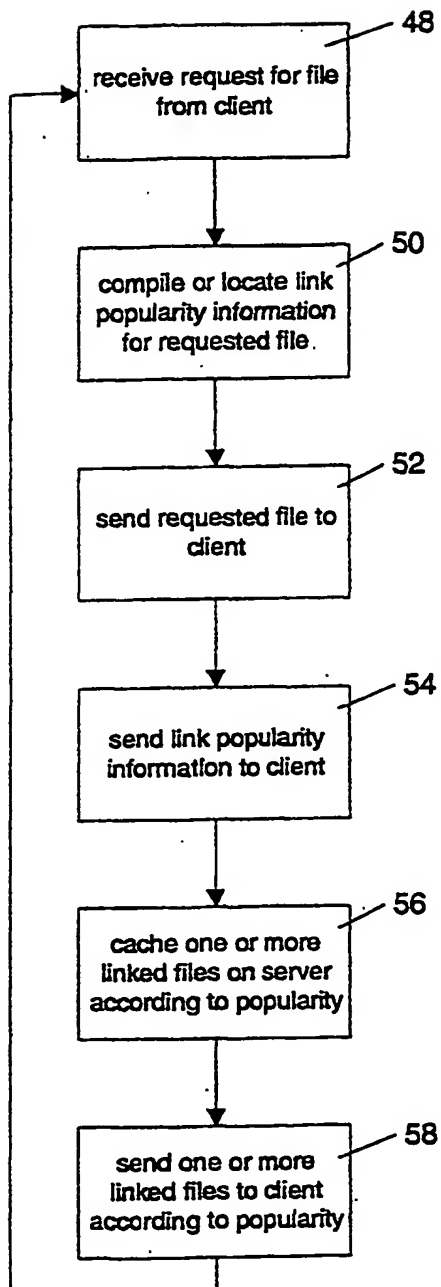 48
receive request for file
from client
50
compile or locate link
popularity information
for requested file.
52
send requested file to
client
54
send link popularity
information to client
56
cache one or more
linked files on server
according to popularity
58
send one or more
linked files to client
according to popularity